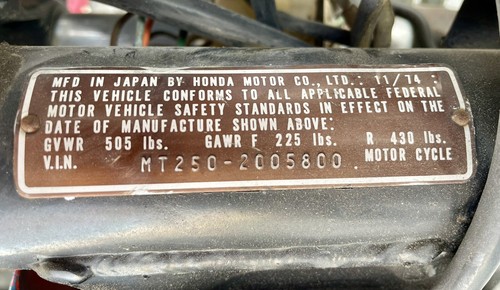 MFD IN JAPAN BY HONDA MOTOR CO., LTD.: 11/74 :
THIS VEHICLE CONFORMS TO ALL APPLICABLE FEDERAL
MOTOR VEHICLE SAFETY STANDARDS IN EFFECT ON THE
DATE OF MANUFACTURE SHOWN ABOVE:
GVWR 505 lbs. GAWR F 225 lbs. R 430 lbs.
V.I.N. MT250-2005800 MOTOR CYCLE